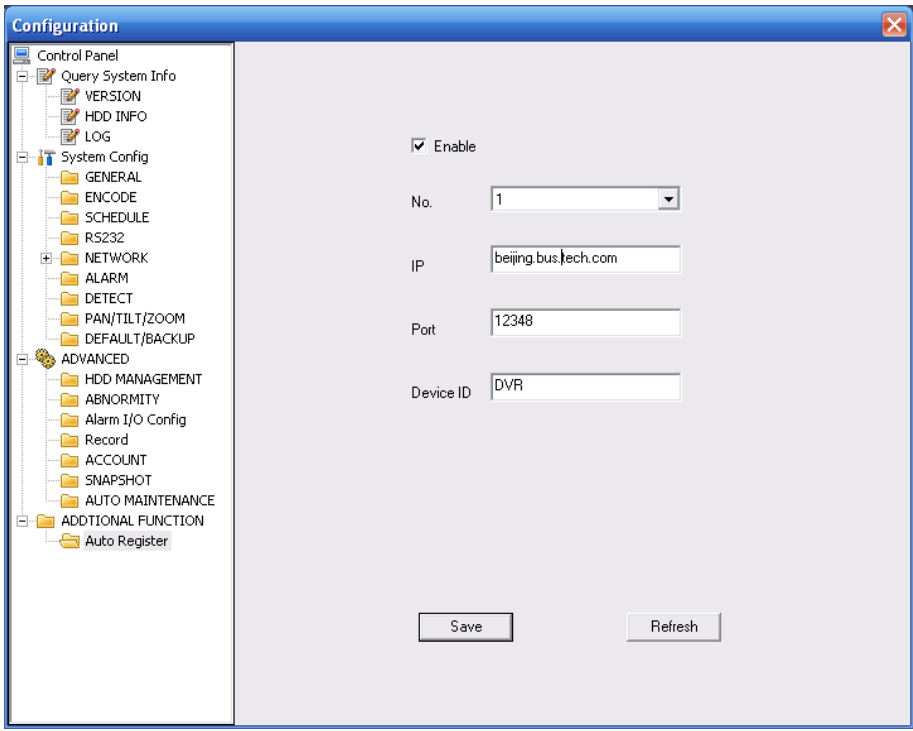 Configuration
Control Panel
Query System Info
VERSION
HDD INFO
LOG
System Config
GENERAL
ENCODE
SCHEDULE
RS232
NETWORK
ALARM
DETECT
PAN/TILT/ZOOM
DEFAULT/BACKUP
ADVANCED
HDD MANAGEMENT
ABNORMITY
Alarm I/O Config
Record
ACCOUNT
SNAPSHOT
AUTO MAINTENANCE
ADDTIONAL FUNCTION
Auto Register
Enable
No. 1
IP beijing.bus.tech.com
Port 12348
Device ID DVR
Save Refresh